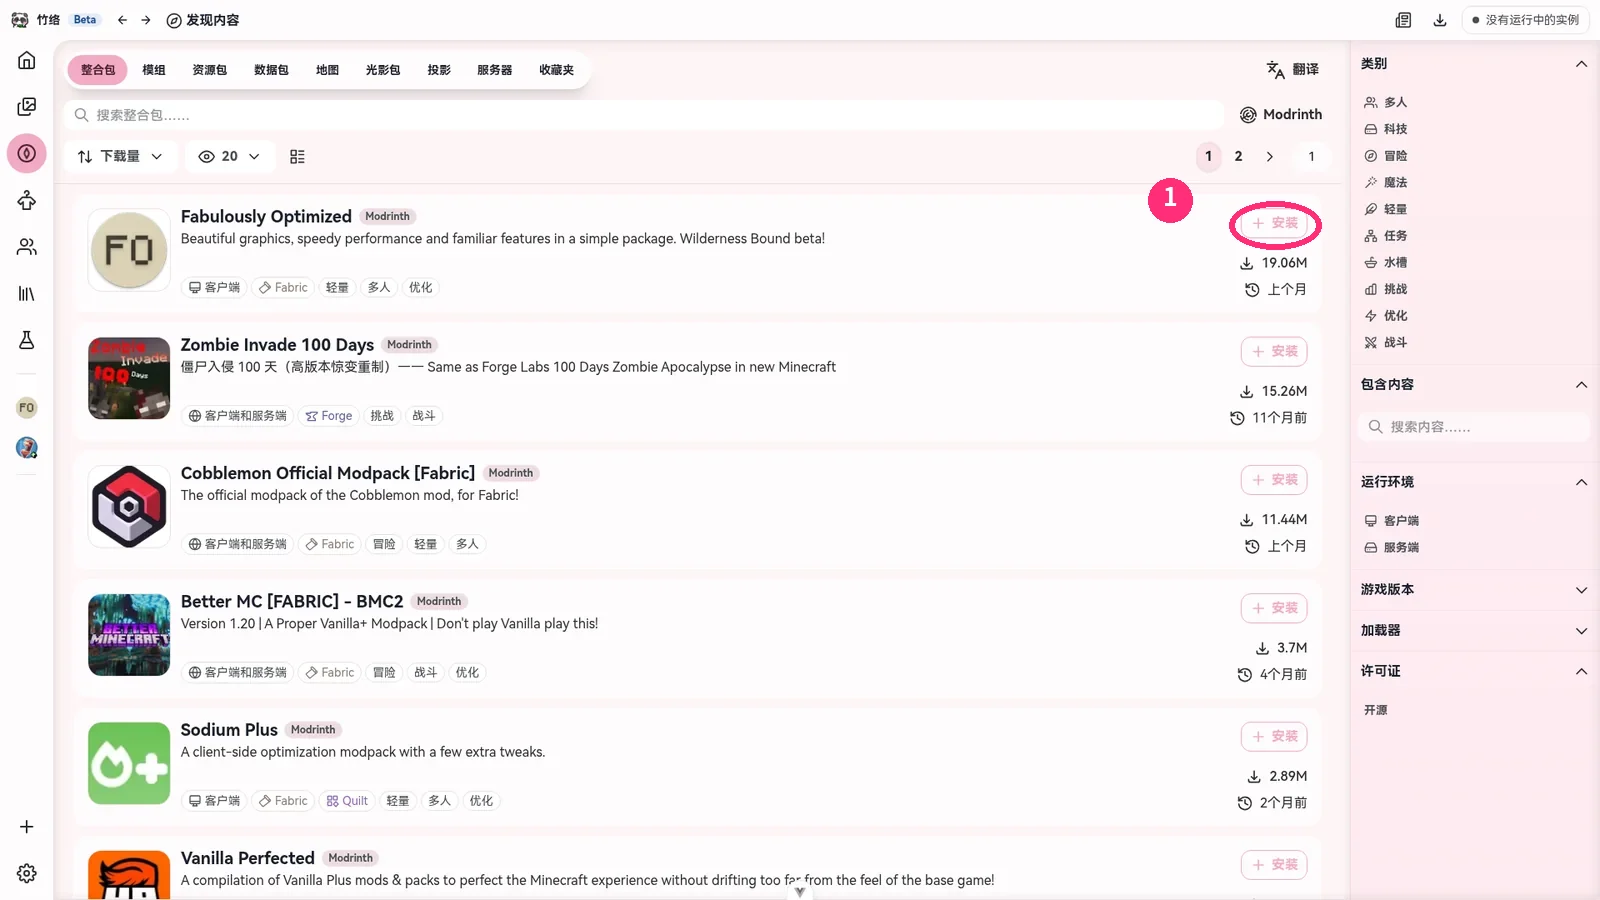 竹络 Beta 发现内容
没有运行中的实例
整合包 模组 资源包 数据包 地图 光影包 投影 服务器 收藏夹
翻译
搜索整合包……
Modrinth
下载量 20
1 2 1
1
Fabulously Optimized Modrinth
Beautiful graphics, speedy performance and familiar features in a simple package. Wilderness Bound beta!
客户端 Fabric 轻量 多人 优化
安装
19.06M
上个月
FO
Zombie Invade 100 Days Modrinth
僵尸入侵 100 天（高版本惊变重制）—— Same as Forge Labs 100 Days Zombie Apocalypse in new Minecraft
客户端和服务端 Forge 挑战 战斗
安装
15.26M
11个月前
Zombie
Invade
100 Days
Cobblemon Official Modpack [Fabric] Modrinth
The official modpack of the Cobblemon mod, for Fabric!
客户端和服务端 Fabric 冒险 轻量 多人
安装
11.44M
上个月
Better MC [FABRIC] - BMC2 Modrinth
Version 1.20 | A Proper Vanilla+ Modpack | Don't play Vanilla play this!
客户端和服务端 Fabric 冒险 战斗 优化
安装
3.7M
4个月前
BETTER
MINECRAFT
Sodium Plus Modrinth
A client-side optimization modpack with a few extra tweaks.
客户端 Fabric Quilt 轻量 多人 优化
安装
2.89M
2个月前
Vanilla Perfected Modrinth
A compilation of Vanilla Plus mods & packs to perfect the Minecraft experience without drifting too far from the feel of the base game!
安装
FO
类别
多人
科技
冒险
魔法
轻量
任务
水槽
挑战
优化
战斗
包含内容
搜索内容……
运行环境
客户端
服务端
游戏版本
加载器
许可证
开源